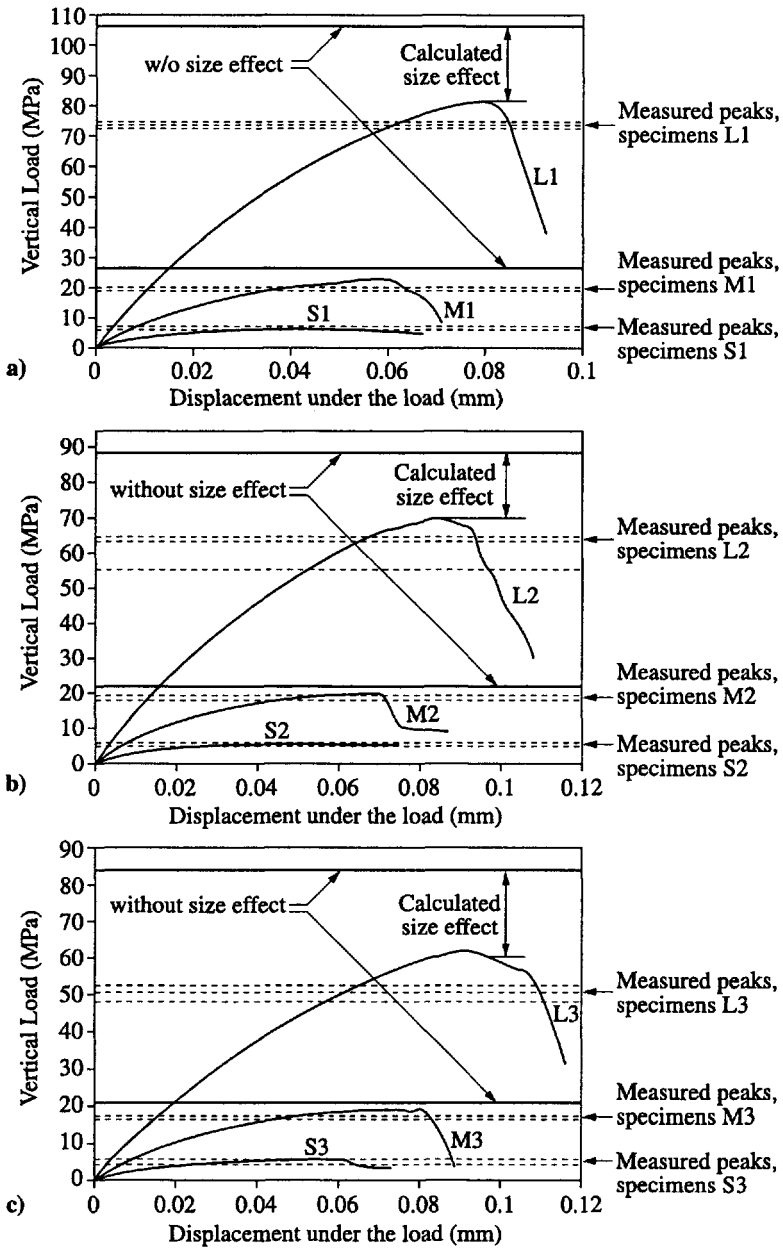 110
100
90
80
70
60
50
40
30
20
10
0
Vertical Load (MPa)
w/o size effect
Calculated
size effect
L1
M1
S1
Measured peaks,
specimens L1
Measured peaks,
specimens M1
Measured peaks,
specimens S1
0 0.02 0.04 0.06 0.08 0.1
Displacement under the load (mm)
a)
90
80
70
60
50
40
30
20
10
0
Vertical Load (MPa)
without size effect
Calculated
size effect
L2
M2
S2
Measured peaks,
specimens L2
Measured peaks,
specimens M2
Measured peaks,
specimens S2
0 0.02 0.04 0.06 0.08 0.1 0.12
Displacement under the load (mm)
b)
90
80
70
60
50
40
30
20
10
0
Vertical Load (MPa)
without size effect
Calculated
size effect
L3
M3
S3
Measured peaks,
specimens L3
Measured peaks,
specimens M3
Measured peaks,
specimens S3
0 0.02 0.04 0.06 0.08 0.1 0.12
Displacement under the load (mm)
c)